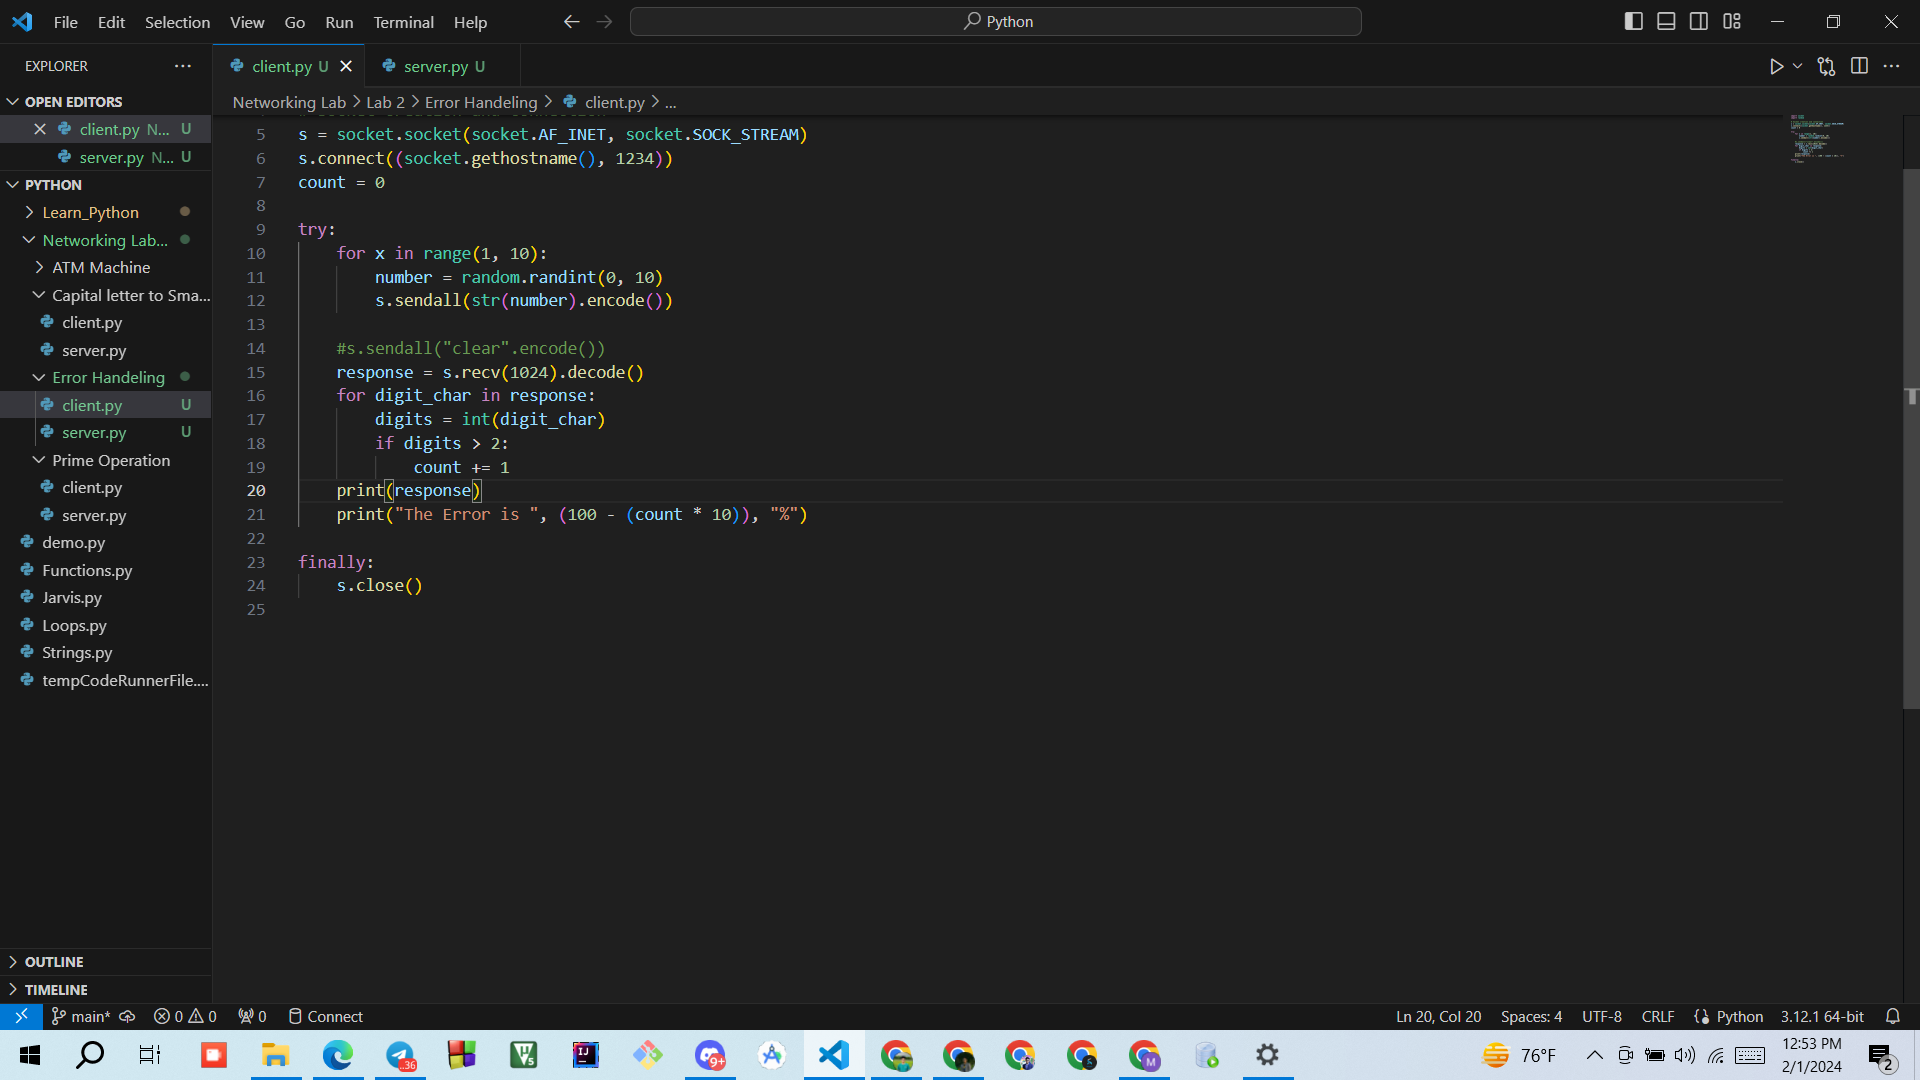 File Edit Selection View Go Run Terminal Help
Python
EXPLORER
client.py U
server.py U
OPEN EDITORS
Networking Lab > Lab 2 > Error Handeling > client.py > ...
client.py N... U
server.py N... U
PYTHON
Learn_Python
Networking Lab...
ATM Machine
Capital letter to Sma...
client.py
server.py
Error Handeling
client.py U
server.py U
Prime Operation
client.py
server.py
demo.py
Functions.py
Jarvis.py
Loops.py
Strings.py
tempCodeRunnerFile....
OUTLINE
TIMELINE
5 s = socket.socket(socket.AF_INET, socket.SOCK_STREAM)
6 s.connect((socket.gethostname(), 1234))
7 count = 0
8
9 try:
10 for x in range(1, 10):
11 number = random.randint(0, 10)
12 s.sendall(str(number).encode())
13
14 #s.sendall("clear".encode())
15 response = s.recv(1024).decode()
16 for digit_char in response:
17 digits = int(digit_char)
18 if digits > 2:
19 count += 1
20 print(response)
21 print("The Error is ", (100 - (count * 10)), "%")
22
23 finally:
24 s.close()
25
main* 0 0 0 Connect
Ln 20, Col 20 Spaces: 4 UTF-8 CRLF Python 3.12.1 64-bit
36
V5
IJ
9+
M
76°F
12:53 PM
2/1/2024
2